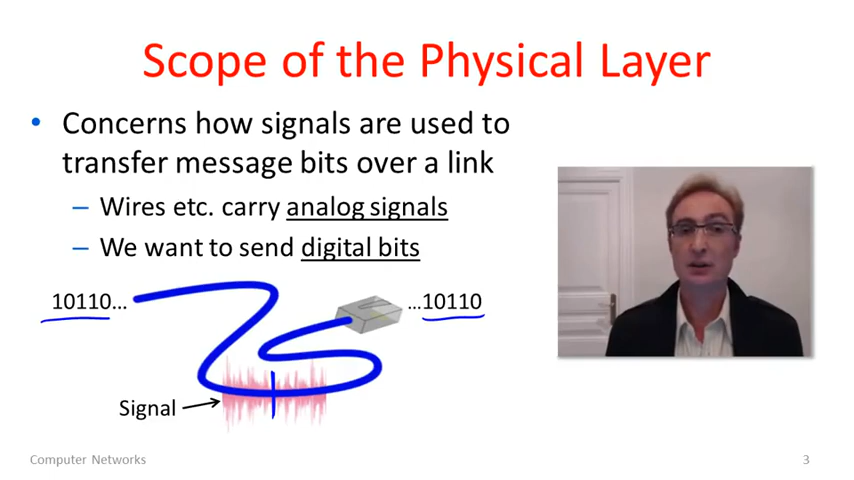 Scope of the Physical Layer
• Concerns how signals are used to
transfer message bits over a link
– Wires etc. carry analog signals
– We want to send digital bits
10110... ...10110
Signal
Computer Networks 3